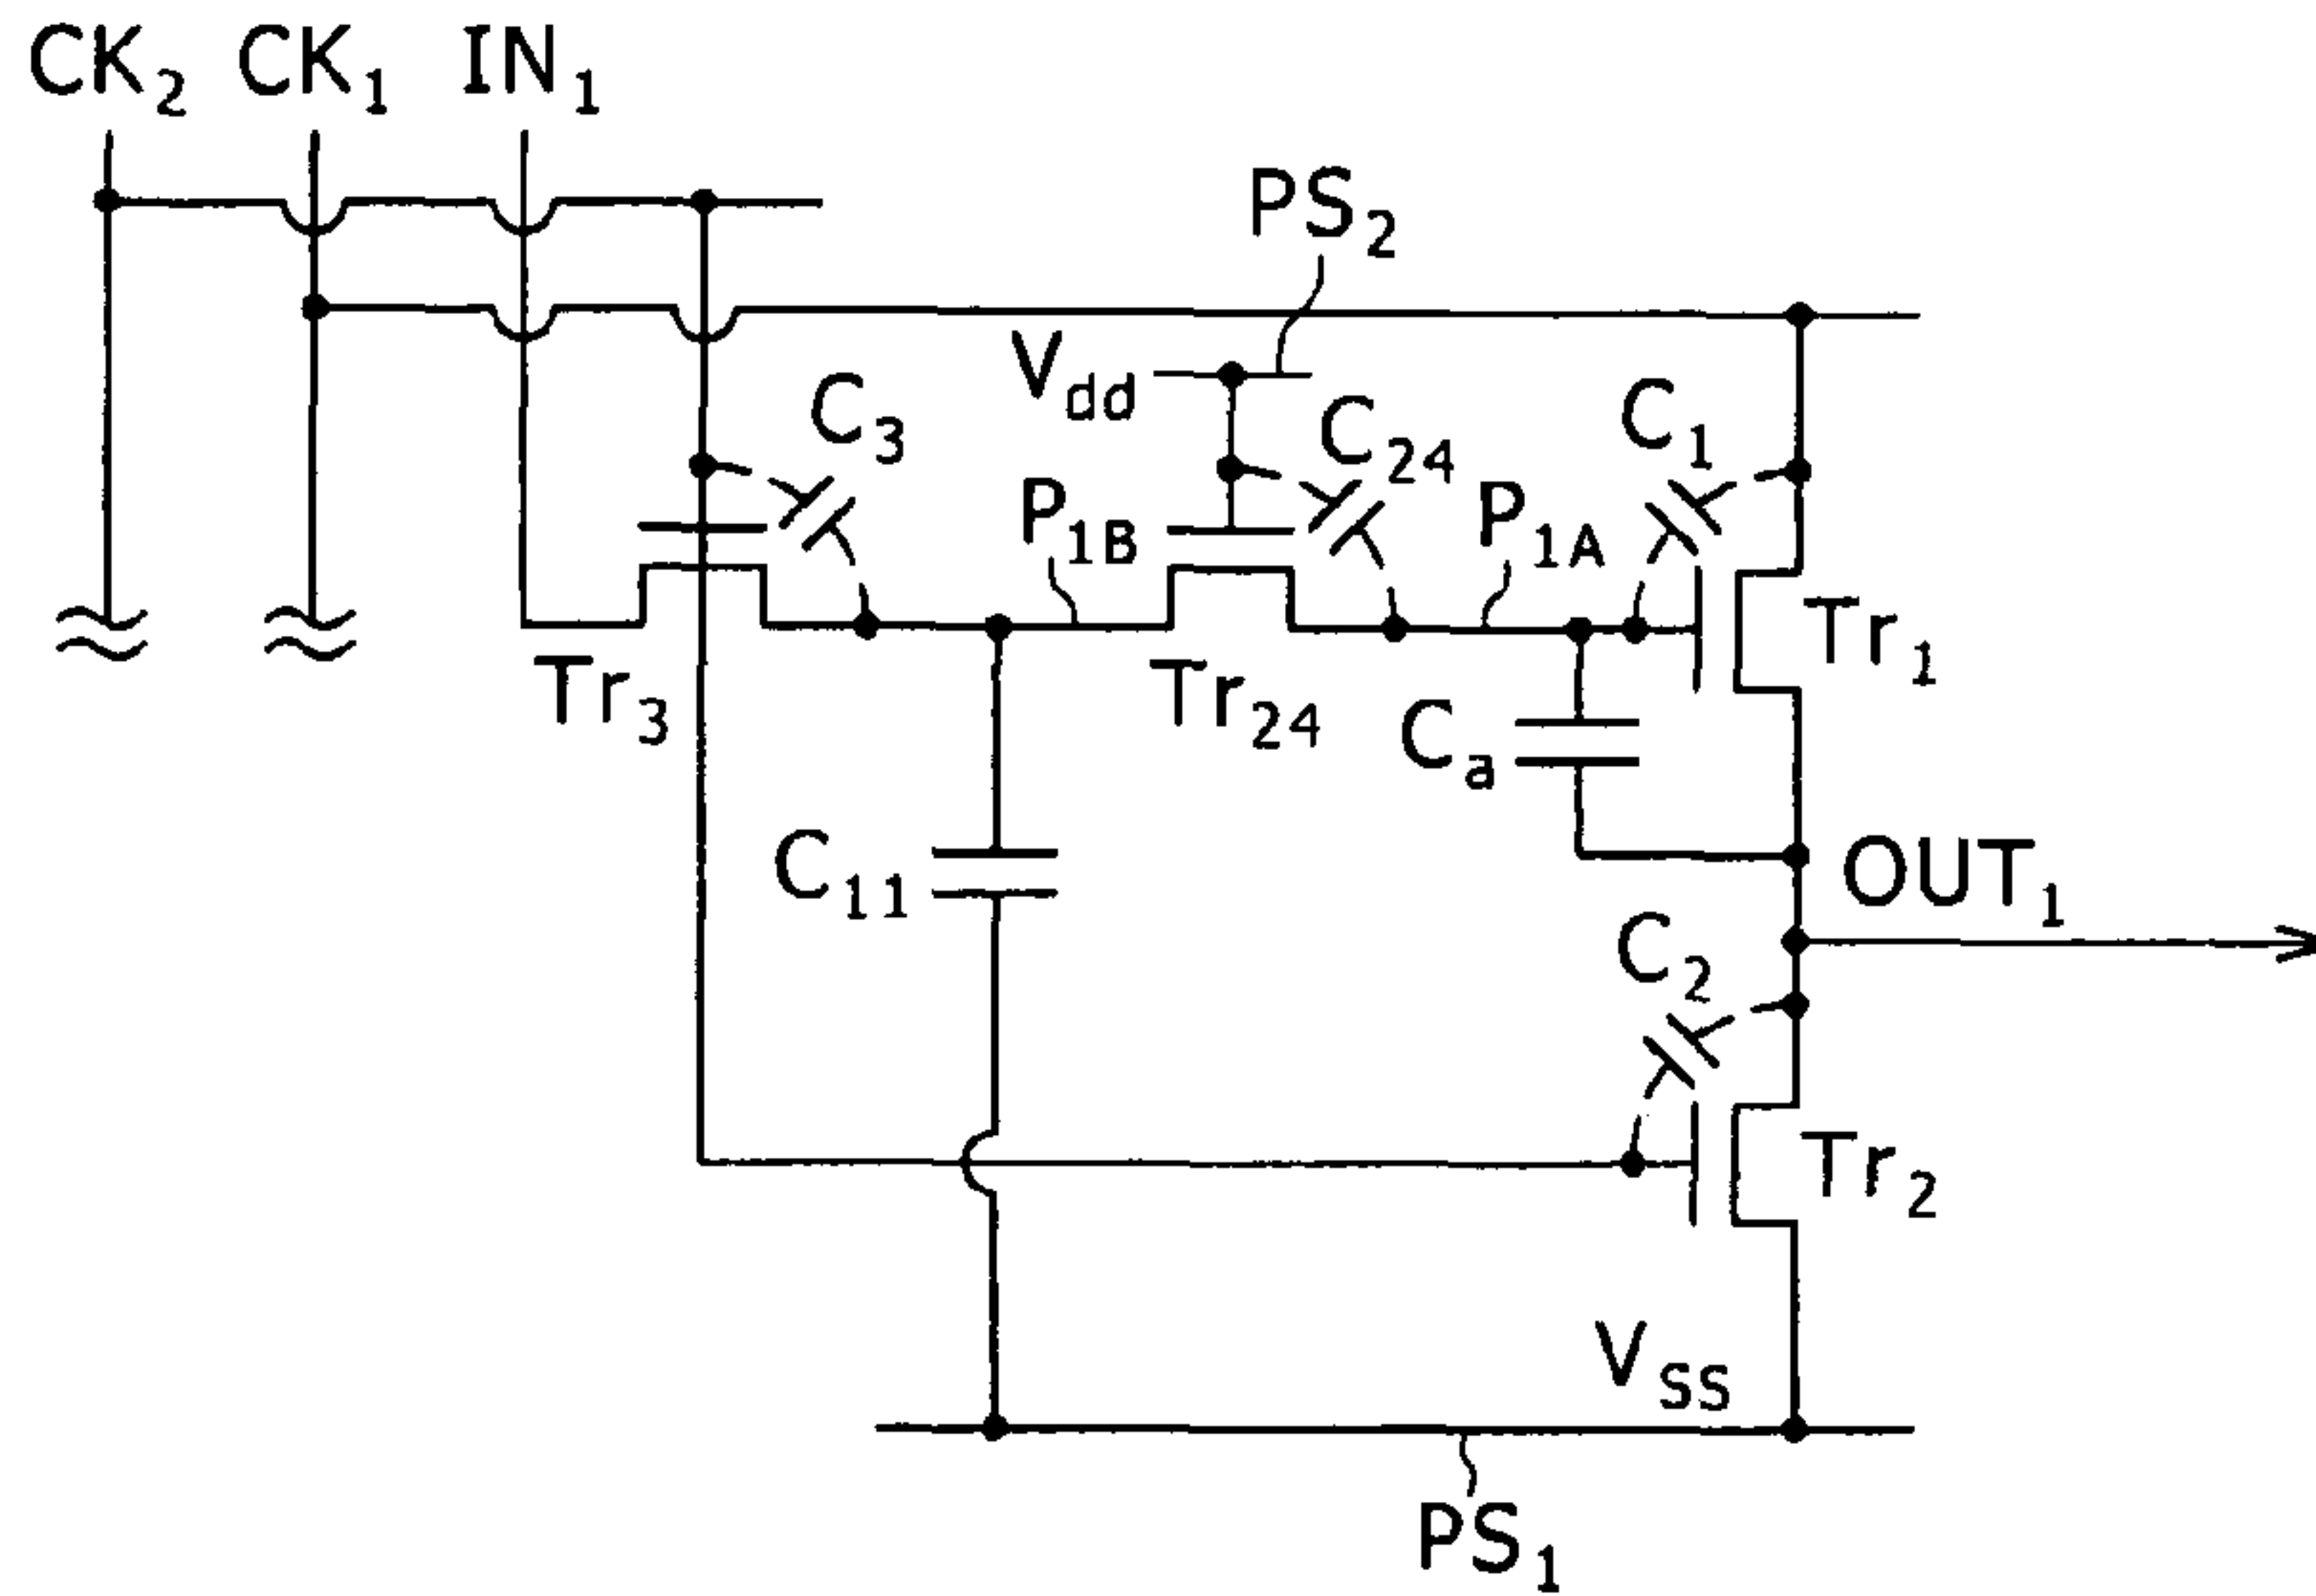 CK₂ CK₁ IN₁
PS₂
Vdd
C₃
C₂₄
C₁
P₁B
P₁A
Tr₃
Tr₂₄
Tr₁
Ca
C₁₁
OUT₁
C₂
Tr₂
Vss
PS₁